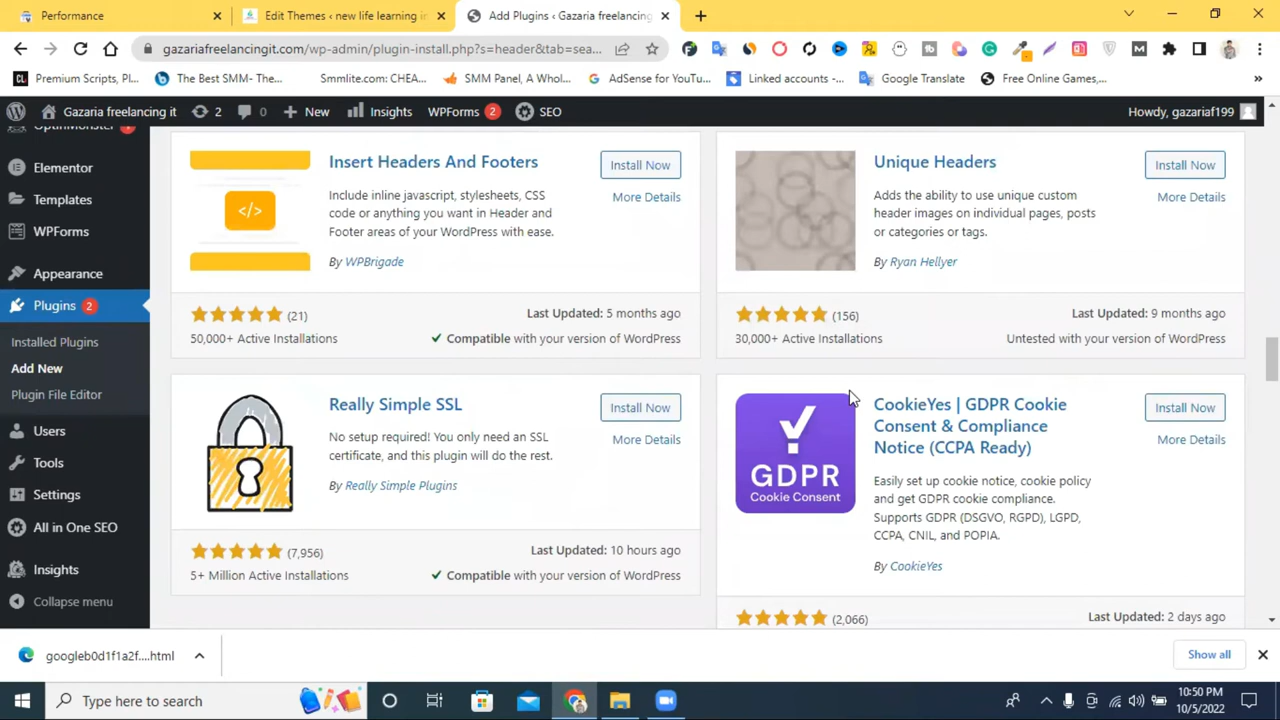 Performance
Edit Themes ‹ new life learning in
Add Plugins ‹ Gazaria freelancing
gazariafreelancingit.com/wp-admin/plugin-install.php?s=header&tab=sea...
Premium Scripts, Pl...
The Best SMM- The...
Smmlite.com: CHEA...
SMM Panel, A Whol...
AdSense for YouTu...
Linked accounts -...
Google Translate
Free Online Games,...
Gazaria freelancing it
2
0
New
Insights
WPForms 2
SEO
Howdy, gazariaf199
OptinMonster
Elementor
Templates
WPForms
Appearance
Plugins 2
Installed Plugins
Add New
Plugin File Editor
Users
Tools
Settings
All in One SEO
Insights
Collapse menu
Insert Headers And Footers
Install Now
More Details
Include inline javascript, stylesheets, CSS
code or anything you want in Header and
Footer areas of your WordPress with ease.
By WPBrigade
(21)
Last Updated: 5 months ago
50,000+ Active Installations
Compatible with your version of WordPress
Unique Headers
Install Now
More Details
Adds the ability to use unique custom
header images on individual pages, posts
or categories or tags.
By Ryan Hellyer
(156)
Last Updated: 9 months ago
30,000+ Active Installations
Untested with your version of WordPress
Really Simple SSL
Install Now
More Details
No setup required! You only need an SSL
certificate, and this plugin will do the rest.
By Really Simple Plugins
(7,956)
Last Updated: 10 hours ago
5+ Million Active Installations
Compatible with your version of WordPress
GDPR
Cookie Consent
CookieYes | GDPR Cookie
Consent & Compliance
Notice (CCPA Ready)
Install Now
More Details
Easily set up cookie notice, cookie policy
and get GDPR cookie compliance.
Supports GDPR (DSGVO, RGPD), LGPD,
CCPA, CNIL, and POPIA.
By CookieYes
(2,066)
Last Updated: 2 days ago
googleb0d1f1a2f....html
Show all
Type here to search
10:50 PM
10/5/2022